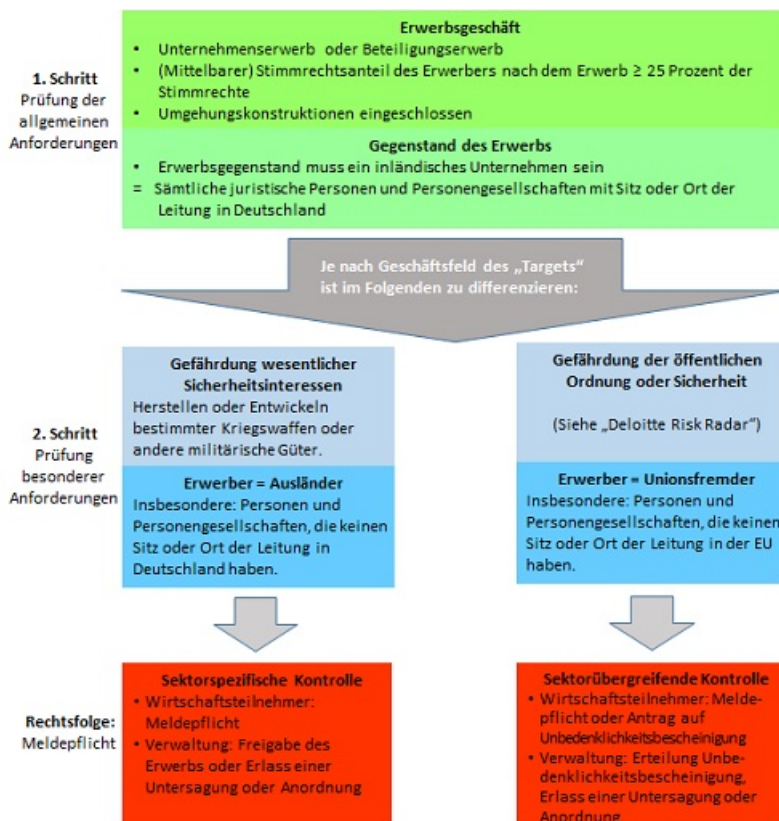 Erwerbsgeschäft
• Unternehmenserwerb oder Beteiligungserwerb
• (Mittelbarer) Stimmrechtsanteil des Erwerbers nach dem Erwerb ≥ 25 Prozent der
Stimmrechte
• Umgehungskonstruktionen eingeschlossen
1. Schritt
Prüfung der
allgemeinen
Anforderungen
Gegenstand des Erwerbs
• Erwerbsgegenstand muss ein inländisches Unternehmen sein
= Sämtliche juristische Personen und Personengesellschaften mit Sitz oder Ort der
Leitung in Deutschland
Je nach Geschäftsfeld des „Targets“
ist im Folgenden zu differenzieren:
2. Schritt
Prüfung
besonderer
Anforderungen
Gefährdung wesentlicher
Sicherheitsinteressen
Herstellen oder Entwickeln
bestimmter Kriegswaffen oder
andere militärische Güter.
Erwerber = Ausländer
Insbesondere: Personen und
Personengesellschaften, die keinen
Sitz oder Ort der Leitung in
Deutschland haben.
Gefährdung der öffentlichen
Ordnung oder Sicherheit
(Siehe „Deloitte Risk Radar“)
Erwerber = Unionsfremder
Insbesondere: Personen und
Personengesellschaften, die keinen
Sitz oder Ort der Leitung in der EU
haben.
Rechtsfolge:
Meldepflicht
Sektorspezifische Kontrolle
• Wirtschaftsteilnehmer:
Meldepflicht
• Verwaltung: Freigabe des
Erwerbs oder Erlass einer
Untersagung oder Anordnung
Sektorübergreifende Kontrolle
• Wirtschaftsteilnehmer: Melde-
pflicht oder Antrag auf
Unbedenklichkeitsbescheinigung
• Verwaltung: Erteilung Unbe-
denklichkeitsbescheinigung,
Erlass einer Untersagung oder
Anordnung